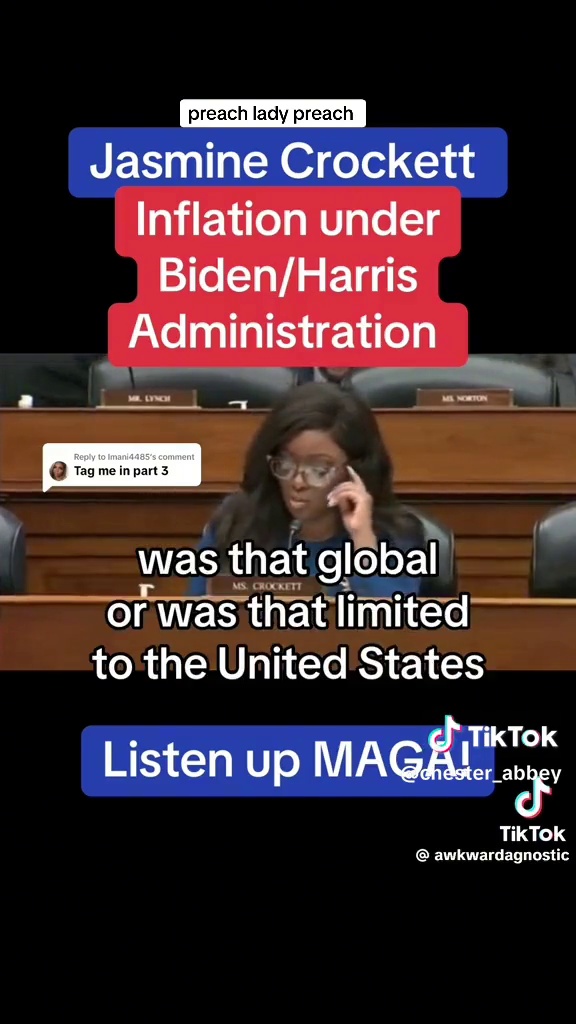 preach lady preach
Jasmine Crockett
Inflation under
Biden/Harris
Administration
MR. LYNCH
MS. NORTON
Reply to Imani4485's comment
Tag me in part 3
was that global
or was that limited
MS. CROCKETT
to the United States
Listen up MAGA!
TikTok
@chester_abbey
TikTok
@ awkwardagnostic